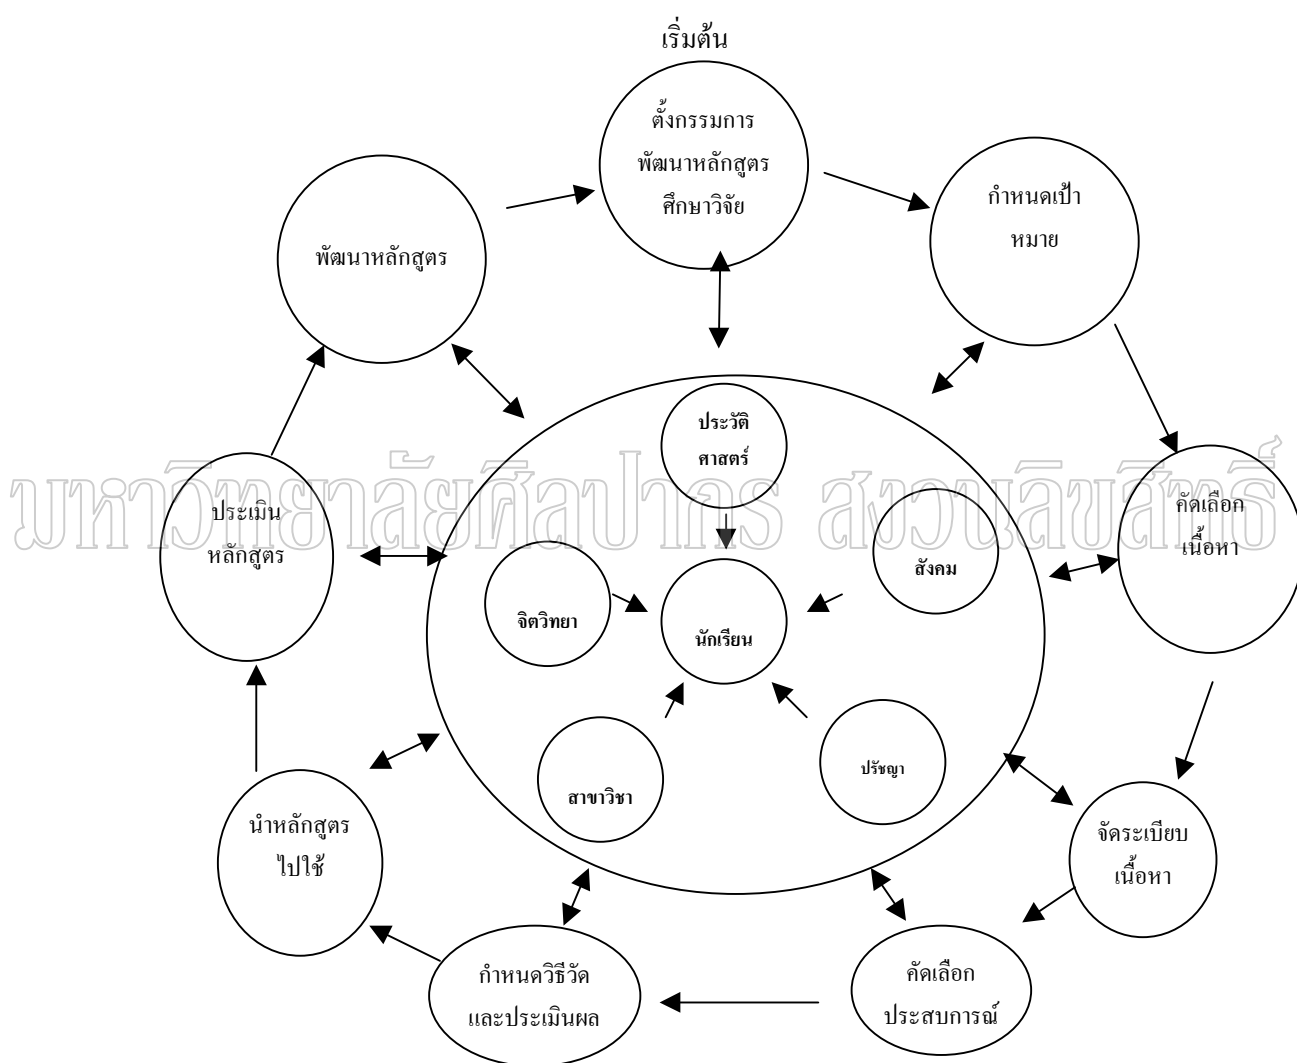 เริ่มต้น
ตั้งกรรมการ
พัฒนาหลักสูตร
ศึกษาวิจัย
กำหนดเป้า
หมาย
พัฒนาหลักสูตร
ประวัติ
ศาสตร์
มหาวิทยาลัยศิลปากร สงวนลิขสิทธิ์
คัดเลือก
เนื้อหา
ประเมิน
หลักสูตร
สังคม
จิตวิทยา
นักเรียน
สาขาวิชา
ปรัชญา
นำหลักสูตร
ไปใช้
จัดระเบียบ
เนื้อหา
กำหนดวิธีวัด
และประเมินผล
คัดเลือก
ประสบการณ์